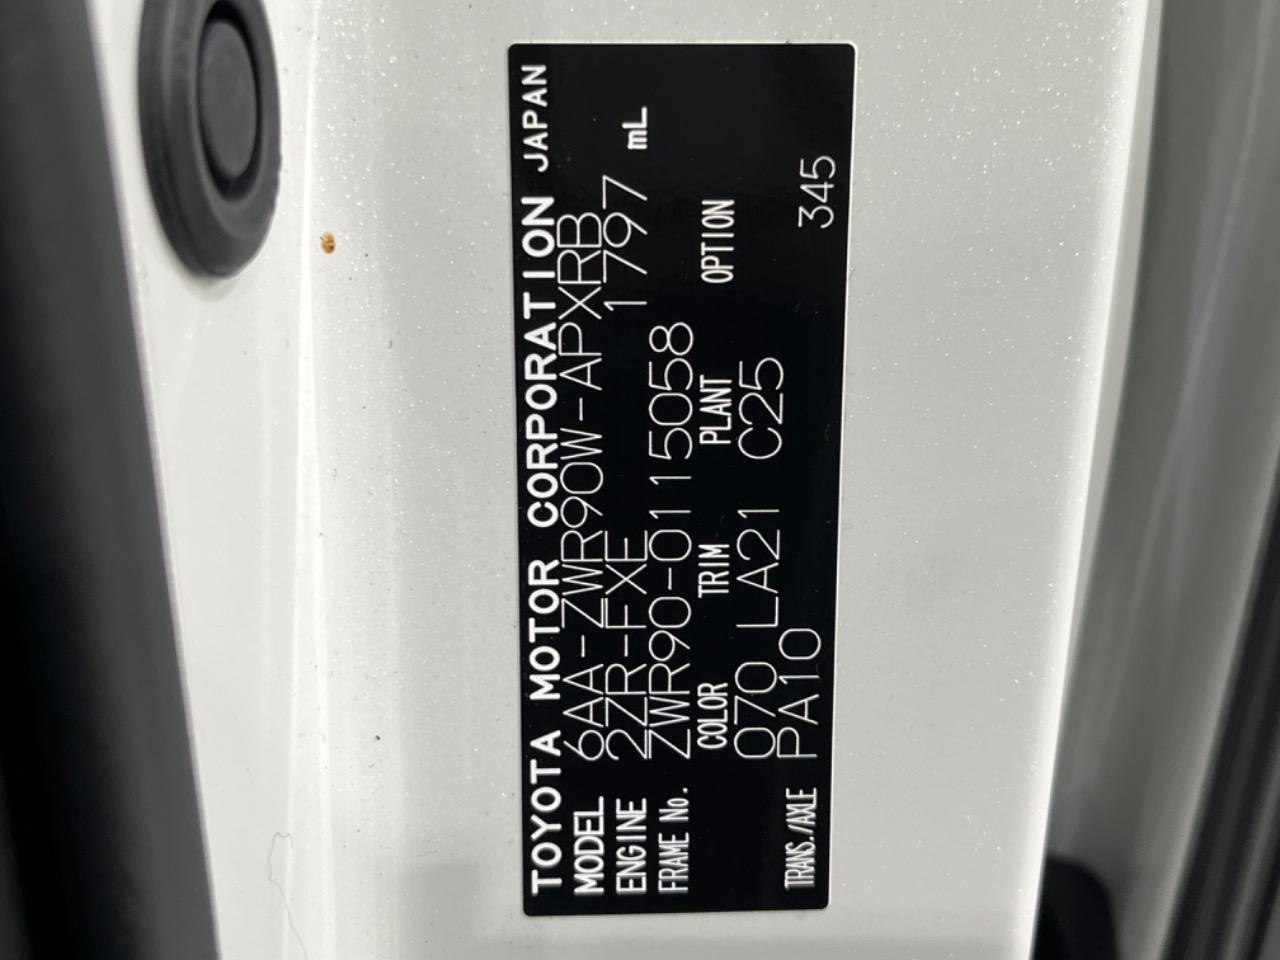 TOYOTA MOTOR CORPORATION JAPAN
MODEL 6AA-ZWR90W-APXRB
ENGINE 2ZR-FXE 1797 mL
FRAME No. ZWR90-0115058
COLOR TRIM PLANT OPTION
070 LA21 C25
TRANS./AXLE PA10 345